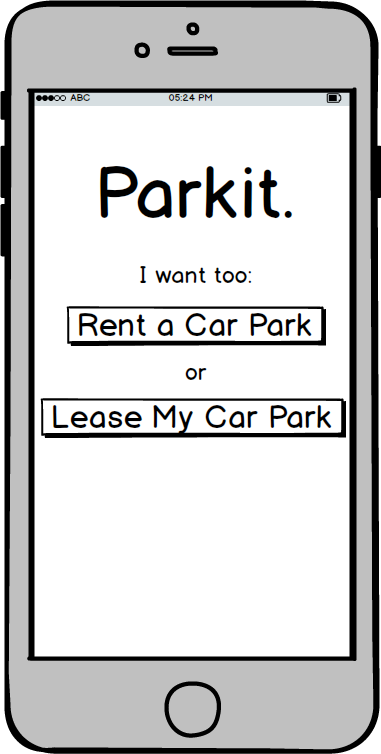 ABC 05:24 PM
Parkit.
I want too:
Rent a Car Park
or
Lease My Car Park